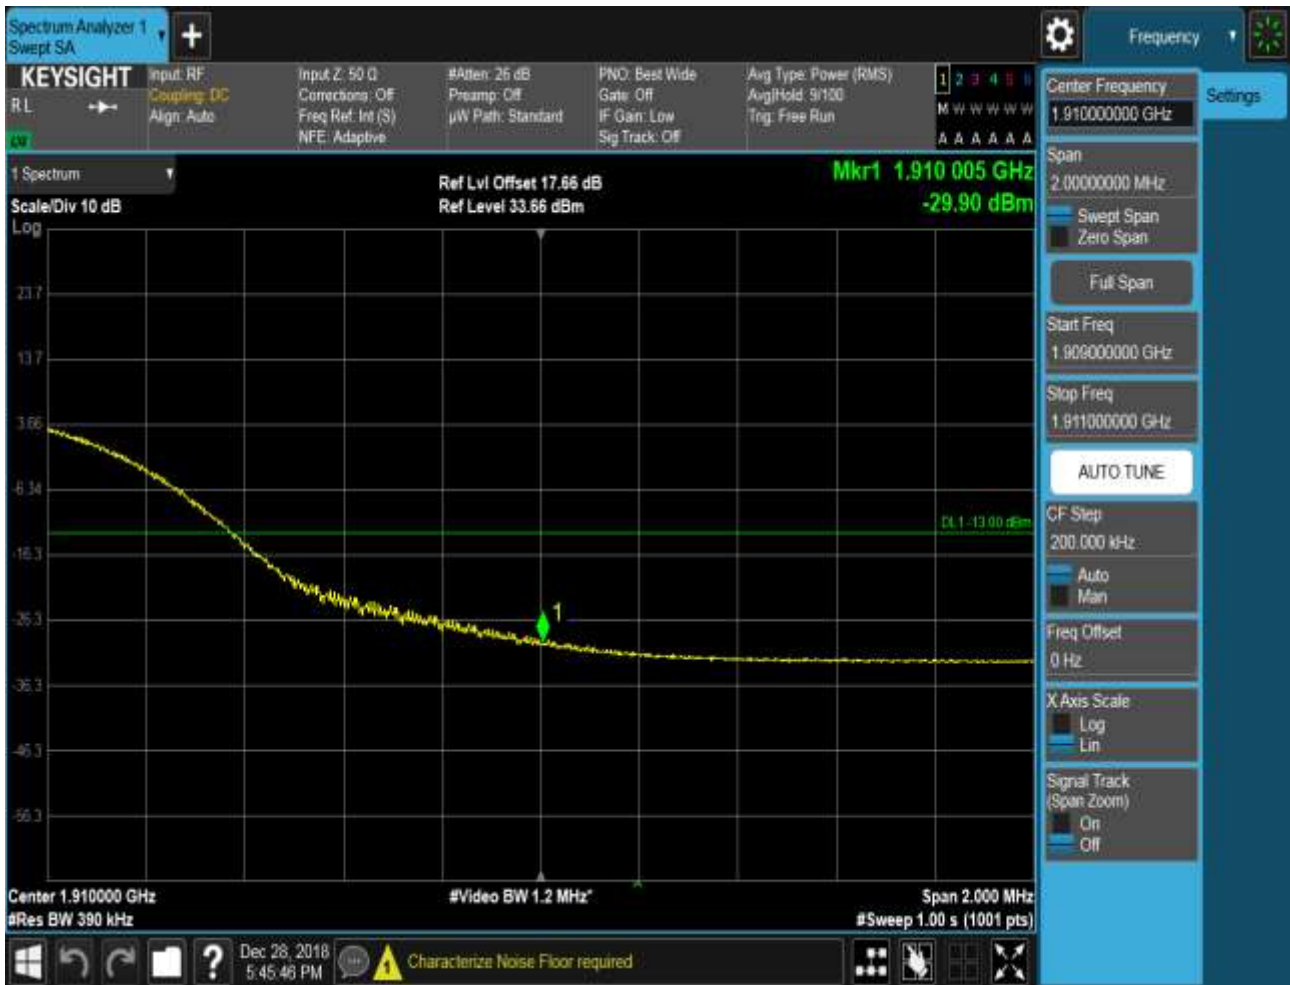 Spectrum Analyzer 1
Swept SA
+
Frequency
KEYSIGHT
R L
Input: RF
Coupling: DC
Align: Auto
Input Z: 50 Ω
Corrections: Off
Freq Ref: Int (S)
NFE: Adaptive
#Atten: 26 dB
Preamp: Off
µW Path: Standard
PNO: Best Wide
Gate: Off
IF Gain: Low
Sig Track: Off
Avg Type: Power (RMS)
Avg|Hold: 9/100
Trig: Free Run
1 2 3 4 5 6
M W W W W W
A A A A A A
1 Spectrum
Scale/Div 10 dB
Log
Ref Lvl Offset 17.66 dB
Ref Level 33.66 dBm
Mkr1 1.910 005 GHz
-29.90 dBm
23.7
13.7
3.66
-6.34
-16.3
-26.3
-36.3
-46.3
-56.3
DL1 -13.00 dBm
1
Center 1.910000 GHz
#Res BW 390 kHz
#Video BW 1.2 MHz*
Span 2.000 MHz
#Sweep 1.00 s (1001 pts)
Center Frequency
1.910000000 GHz
Settings
Span
2.00000000 MHz
Swept Span
Zero Span
Full Span
Start Freq
1.909000000 GHz
Stop Freq
1.911000000 GHz
AUTO TUNE
CF Step
200.000 kHz
Auto
Man
Freq Offset
0 Hz
X Axis Scale
Log
Lin
Signal Track
(Span Zoom)
On
Off
?
Dec 28, 2018
5:45:46 PM
Characterize Noise Floor required